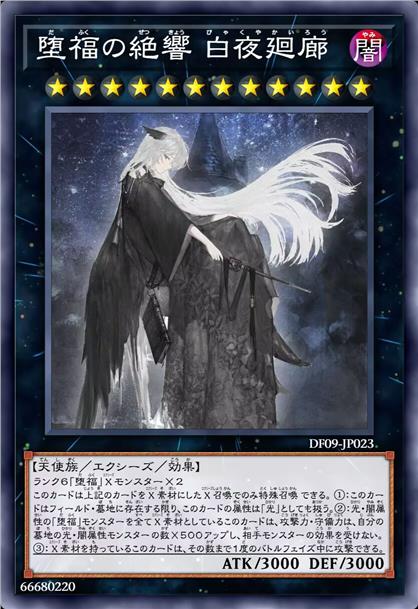 堕福の絶響 白夜廻廊
闇
DF09-JP023
【天使族／エクシーズ／効果】
ランク6「堕福」Xモンスター×2
このカードは上記のカードをX素材にしたX召喚でのみ特殊召喚できる。①:このカー
ドはフィールド・墓地に存在する限り、このカードの属性は「光」としても扱う。②:光・闇属
性の「堕福」モンスターを全てX素材としているこのカードは、攻撃力・守備力は、自分の
墓地の光・闇属性モンスターの数×500アップし、相手モンスターの効果を受けない。
③:X素材を持っているこのカードは、その数まで1度のバトルフェイズ中に攻撃できる。
ATK/3000 DEF/3000
66680220